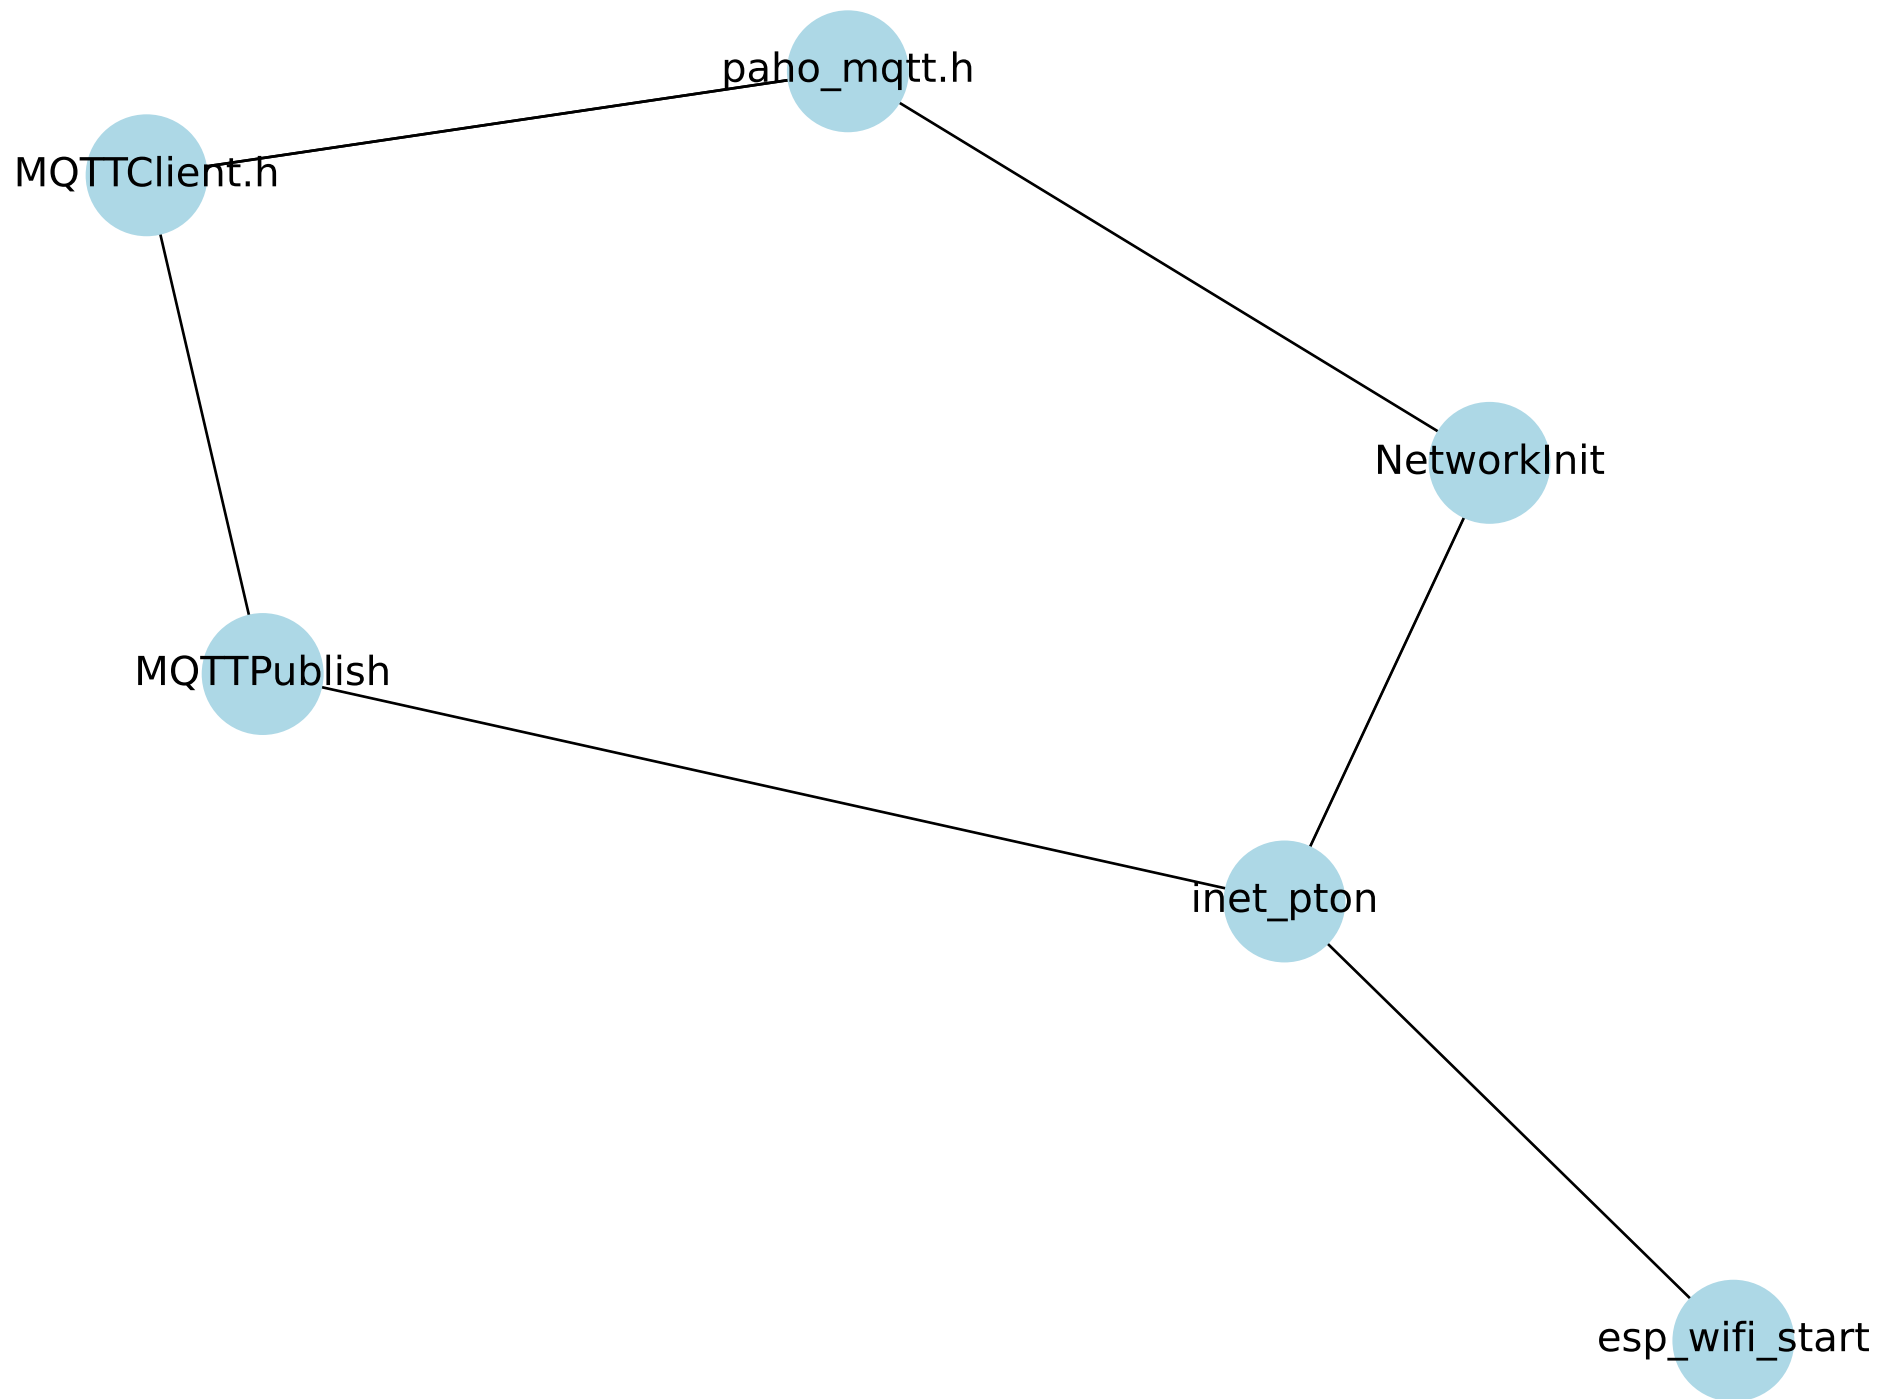 paho_mqtt.h
MQTTClient.h
NetworkInit
MQTTPublish
inet_pton
esp_wifi_start